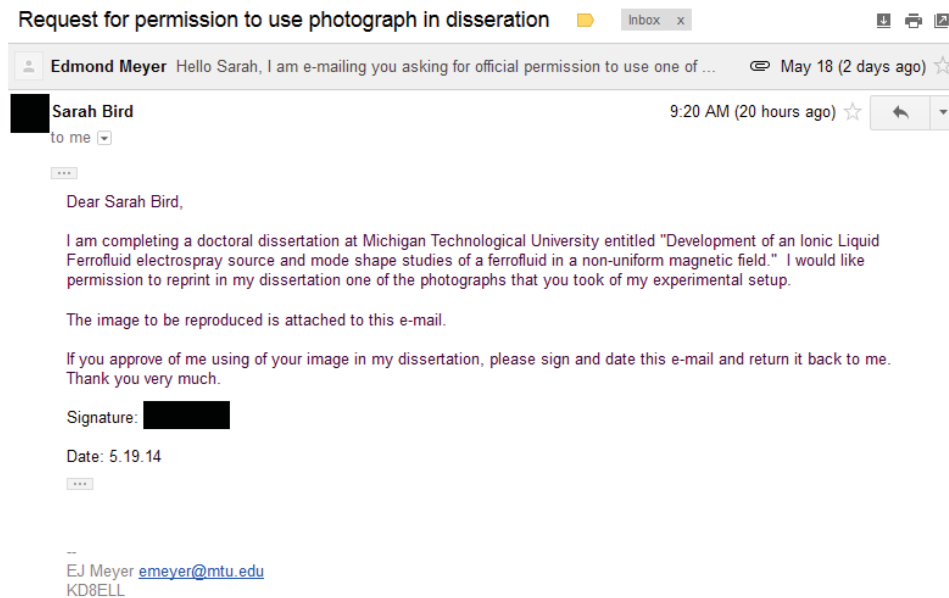 Request for permission to use photograph in disseration Inbox x
Edmond Meyer Hello Sarah, I am e-mailing you asking for official permission to use one of ... May 18 (2 days ago)
Sarah Bird 9:20 AM (20 hours ago)
to me
Dear Sarah Bird,
I am completing a doctoral dissertation at Michigan Technological University entitled "Development of an Ionic Liquid
Ferrofluid electrospray source and mode shape studies of a ferrofluid in a non-uniform magnetic field." I would like
permission to reprint in my dissertation one of the photographs that you took of my experimental setup.
The image to be reproduced is attached to this e-mail.
If you approve of me using of your image in my dissertation, please sign and date this e-mail and return it back to me.
Thank you very much.
Signature:
Date: 5.19.14
--
EJ Meyer emeyer@mtu.edu
KD8ELL